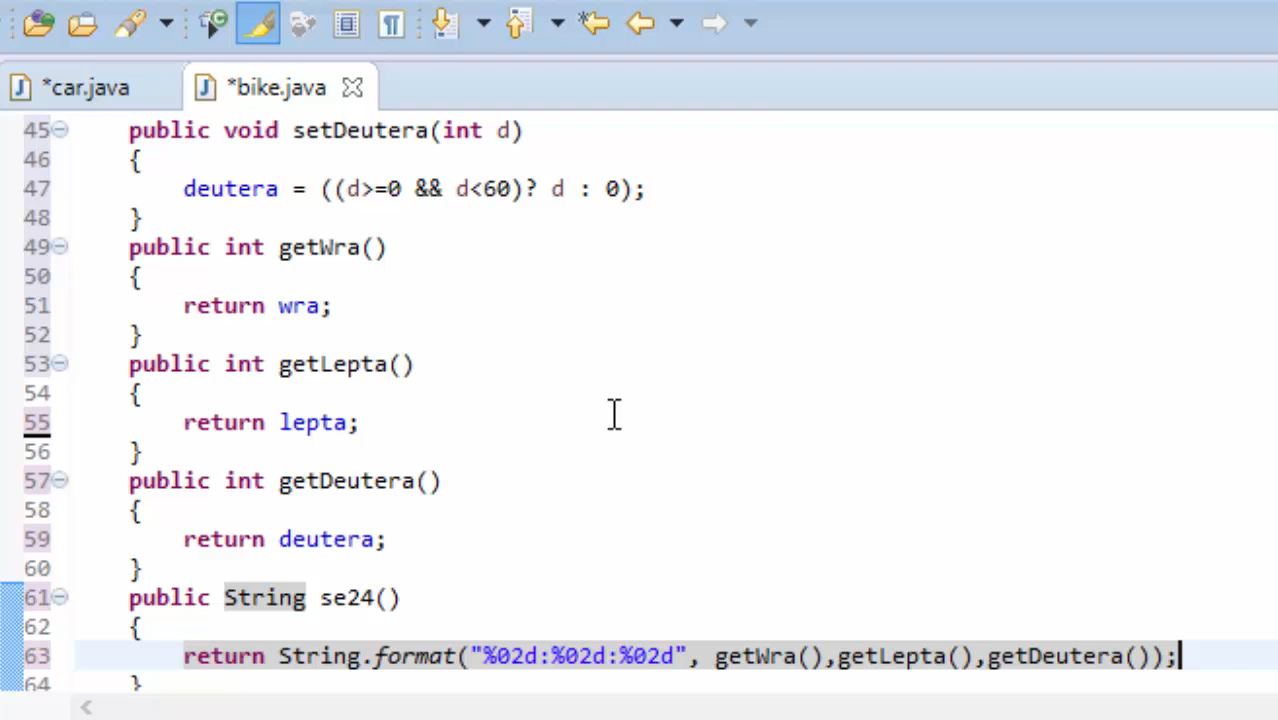 *car.java *bike.java
45 public void setDeutera(int d)
46 {
47 deutera = ((d>=0 && d<60)? d : 0);
48 }
49 public int getWra()
50 {
51 return wra;
52 }
53 public int getLepta()
54 {
55 return lepta;
56 }
57 public int getDeutera()
58 {
59 return deutera;
60 }
61 public String se24()
62 {
63 return String.format("%02d:%02d:%02d", getWra(),getLepta(),getDeutera());
64 }